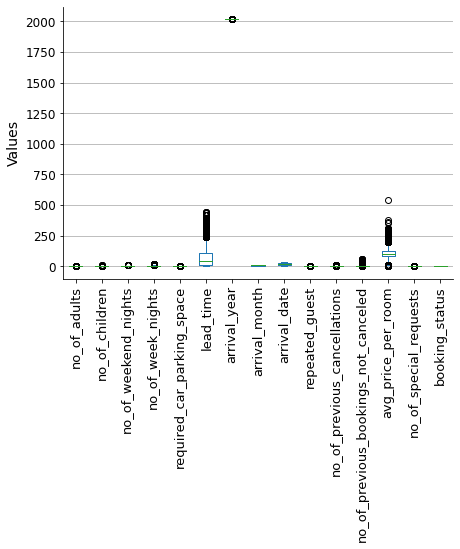 Values
2000
1750
1500
1250
1000
750
500
250
0
no_of_adults
no_of_children
no_of_weekend_nights
no_of_week_nights
required_car_parking_space
lead_time
arrival_year
arrival_month
arrival_date
repeated_guest
no_of_previous_cancellations
no_of_previous_bookings_not_canceled
avg_price_per_room
no_of_special_requests
booking_status